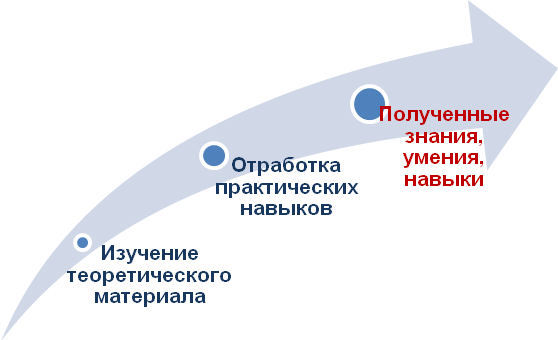 Полученные
знания,
умения,
навыки
Отработка
практических
навыков
Изучение
теоретического
материала